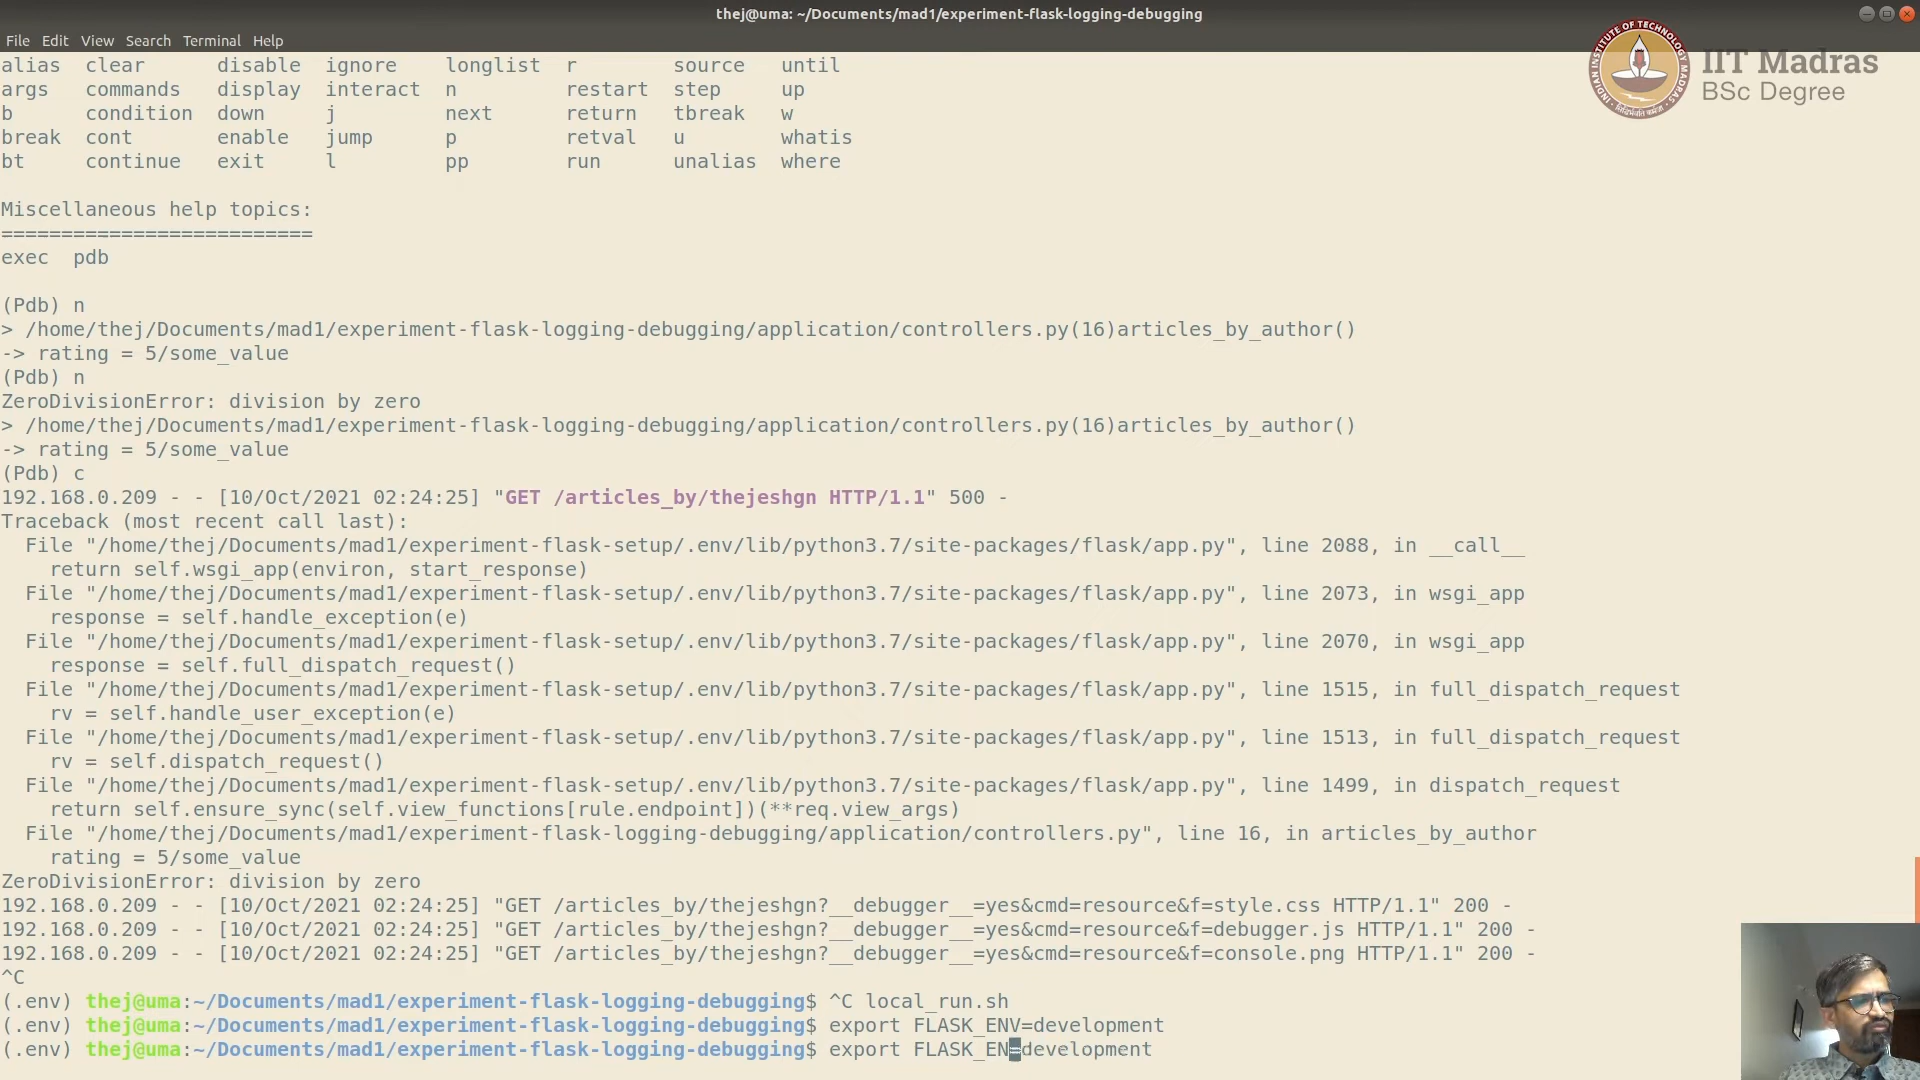 thej@uma: ~/Documents/mad1/experiment-flask-logging-debugging
File Edit View Search Terminal Help
IIT Madras
BSc Degree
INDIAN INSTITUTE OF TECHNOLOGY MADRAS
alias clear disable ignore longlist r source until
args commands display interact n restart step up
b condition down j next return tbreak w
break cont enable jump p retval u whatis
bt continue exit l pp run unalias where
Miscellaneous help topics:
==========================
exec pdb
(Pdb) n
> /home/thej/Documents/mad1/experiment-flask-logging-debugging/application/controllers.py(16)articles_by_author()
-> rating = 5/some_value
(Pdb) n
ZeroDivisionError: division by zero
> /home/thej/Documents/mad1/experiment-flask-logging-debugging/application/controllers.py(16)articles_by_author()
-> rating = 5/some_value
(Pdb) c
192.168.0.209 - - [10/Oct/2021 02:24:25] "GET /articles_by/thejeshgn HTTP/1.1" 500 -
Traceback (most recent call last):
File "/home/thej/Documents/mad1/experiment-flask-setup/.env/lib/python3.7/site-packages/flask/app.py", line 2088, in __call__
return self.wsgi_app(environ, start_response)
File "/home/thej/Documents/mad1/experiment-flask-setup/.env/lib/python3.7/site-packages/flask/app.py", line 2073, in wsgi_app
response = self.handle_exception(e)
File "/home/thej/Documents/mad1/experiment-flask-setup/.env/lib/python3.7/site-packages/flask/app.py", line 2070, in wsgi_app
response = self.full_dispatch_request()
File "/home/thej/Documents/mad1/experiment-flask-setup/.env/lib/python3.7/site-packages/flask/app.py", line 1515, in full_dispatch_request
rv = self.handle_user_exception(e)
File "/home/thej/Documents/mad1/experiment-flask-setup/.env/lib/python3.7/site-packages/flask/app.py", line 1513, in full_dispatch_request
rv = self.dispatch_request()
File "/home/thej/Documents/mad1/experiment-flask-setup/.env/lib/python3.7/site-packages/flask/app.py", line 1499, in dispatch_request
return self.ensure_sync(self.view_functions[rule.endpoint])(**req.view_args)
File "/home/thej/Documents/mad1/experiment-flask-logging-debugging/application/controllers.py", line 16, in articles_by_author
rating = 5/some_value
ZeroDivisionError: division by zero
192.168.0.209 - - [10/Oct/2021 02:24:25] "GET /articles_by/thejeshgn?__debugger__=yes&cmd=resource&f=style.css HTTP/1.1" 200 -
192.168.0.209 - - [10/Oct/2021 02:24:25] "GET /articles_by/thejeshgn?__debugger__=yes&cmd=resource&f=debugger.js HTTP/1.1" 200 -
192.168.0.209 - - [10/Oct/2021 02:24:25] "GET /articles_by/thejeshgn?__debugger__=yes&cmd=resource&f=console.png HTTP/1.1" 200 -
^C
(.env) thej@uma:~/Documents/mad1/experiment-flask-logging-debugging$ ^C local_run.sh
(.env) thej@uma:~/Documents/mad1/experiment-flask-logging-debugging$ export FLASK_ENV=development
(.env) thej@uma:~/Documents/mad1/experiment-flask-logging-debugging$ export FLASK_EN=development